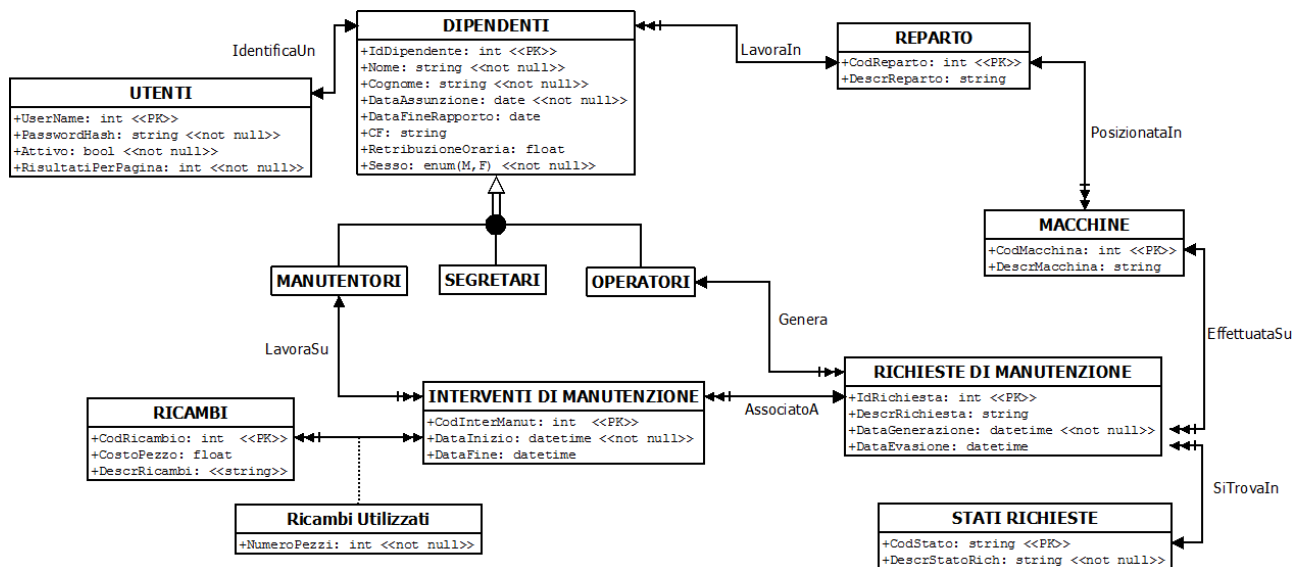 DIPENDENTI
+IdDipendente: int <<PK>>
+Nome: string <<not null>>
+Cognome: string <<not null>>
+DataAssunzione: date <<not null>>
+DataFineRapporto: date
+CF: string
+RetribuzioneOraria: float
+Sesso: enum(M,F) <<not null>>
IdentificaUn
LavoraIn
REPARTO
+CodReparto: int <<PK>>
+DescrReparto: string
UTENTI
+UserName: int <<PK>>
+PasswordHash: string <<not null>>
+Attivo: bool <<not null>>
+RisultatiPerPagina: int <<not null>>
PosizionataIn
MACCHINE
+CodMacchina: int <<PK>>
+DescrMacchina: string
MANUTENTORI
SEGRETARI
OPERATORI
Genera
EffettuataSu
LavoraSu
RICHIESTE DI MANUTENZIONE
+IdRichiesta: int <<PK>>
+DescrRichiesta: string
+DataGenerazione: datetime <<not null>>
+DataEvasione: datetime
INTERVENTI DI MANUTENZIONE
+CodInterManut: int <<PK>>
+DataInizio: datetime <<not null>>
+DataFine: datetime
AssociatoA
RICAMBI
+CodRicambio: int <<PK>>
+CostoPezzo: float
+DescrRicambi: <<string>>
SiTrovaIn
Ricambi Utilizzati
+NumeroPezzi: int <<not null>>
STATI RICHIESTE
+CodStato: string <<PK>>
+DescrStatoRich: string <<not null>>